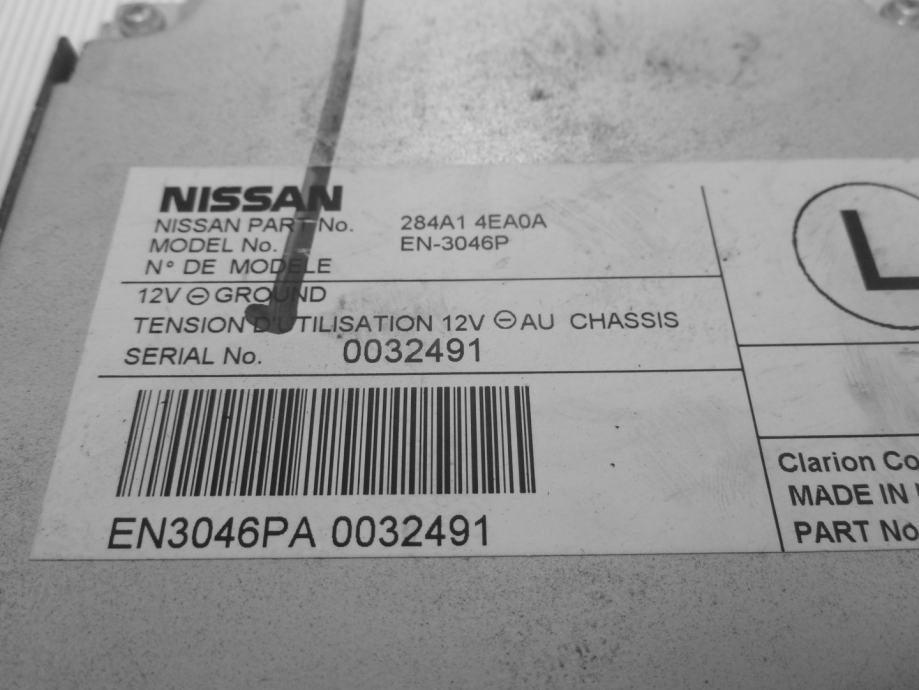 NISSAN
NISSAN PART No. 284A1 4EA0A
MODEL No. EN-3046P
N° DE MODELE
12V ⊖ GROUND
TENSION D'UTILISATION 12V ⊖ AU CHASSIS
SERIAL No. 0032491
EN3046PA 0032491
L
Clarion Co
MADE IN
PART No